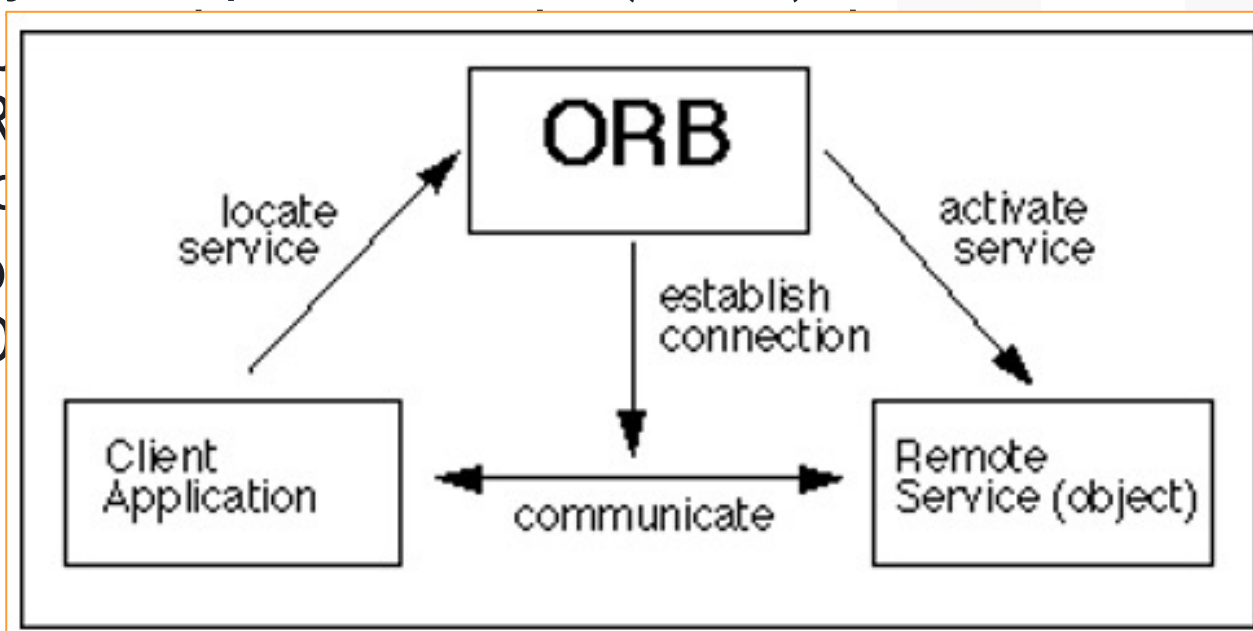 ORB
locate
service
activate
service
establish
connection
Client
Application
communicate
Remote
Service (object)